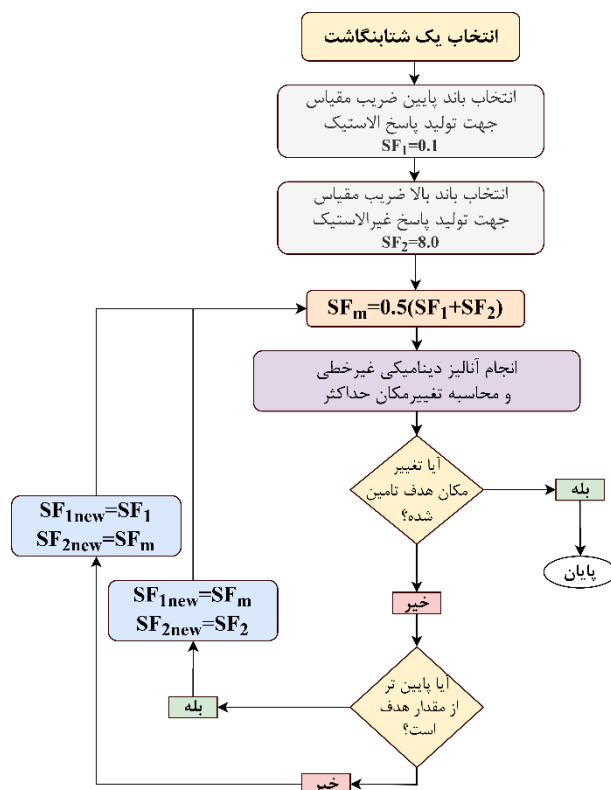 انتخاب یک شتابنگاشت
انتخاب باند پایین ضریب مقیاس
جهت تولید پاسخ الاستیک
SF₁=0.1
انتخاب باند بالا ضریب مقیاس
جهت تولید پاسخ غیرالاستیک
SF₂=8.0
SFₘ=0.5(SF₁+SF₂)
انجام آنالیز دینامیکی غیرخطی
و محاسبه تغییرمکان حداکثر
آیا تغییر
مکان هدف تامین
شده؟
بله
پایان
خیر
SF₁new=SF₁
SF₂new=SFₘ
SF₁new=SFₘ
SF₂new=SF₂
آیا پایین تر
از مقدار هدف
است؟
بله
خیر